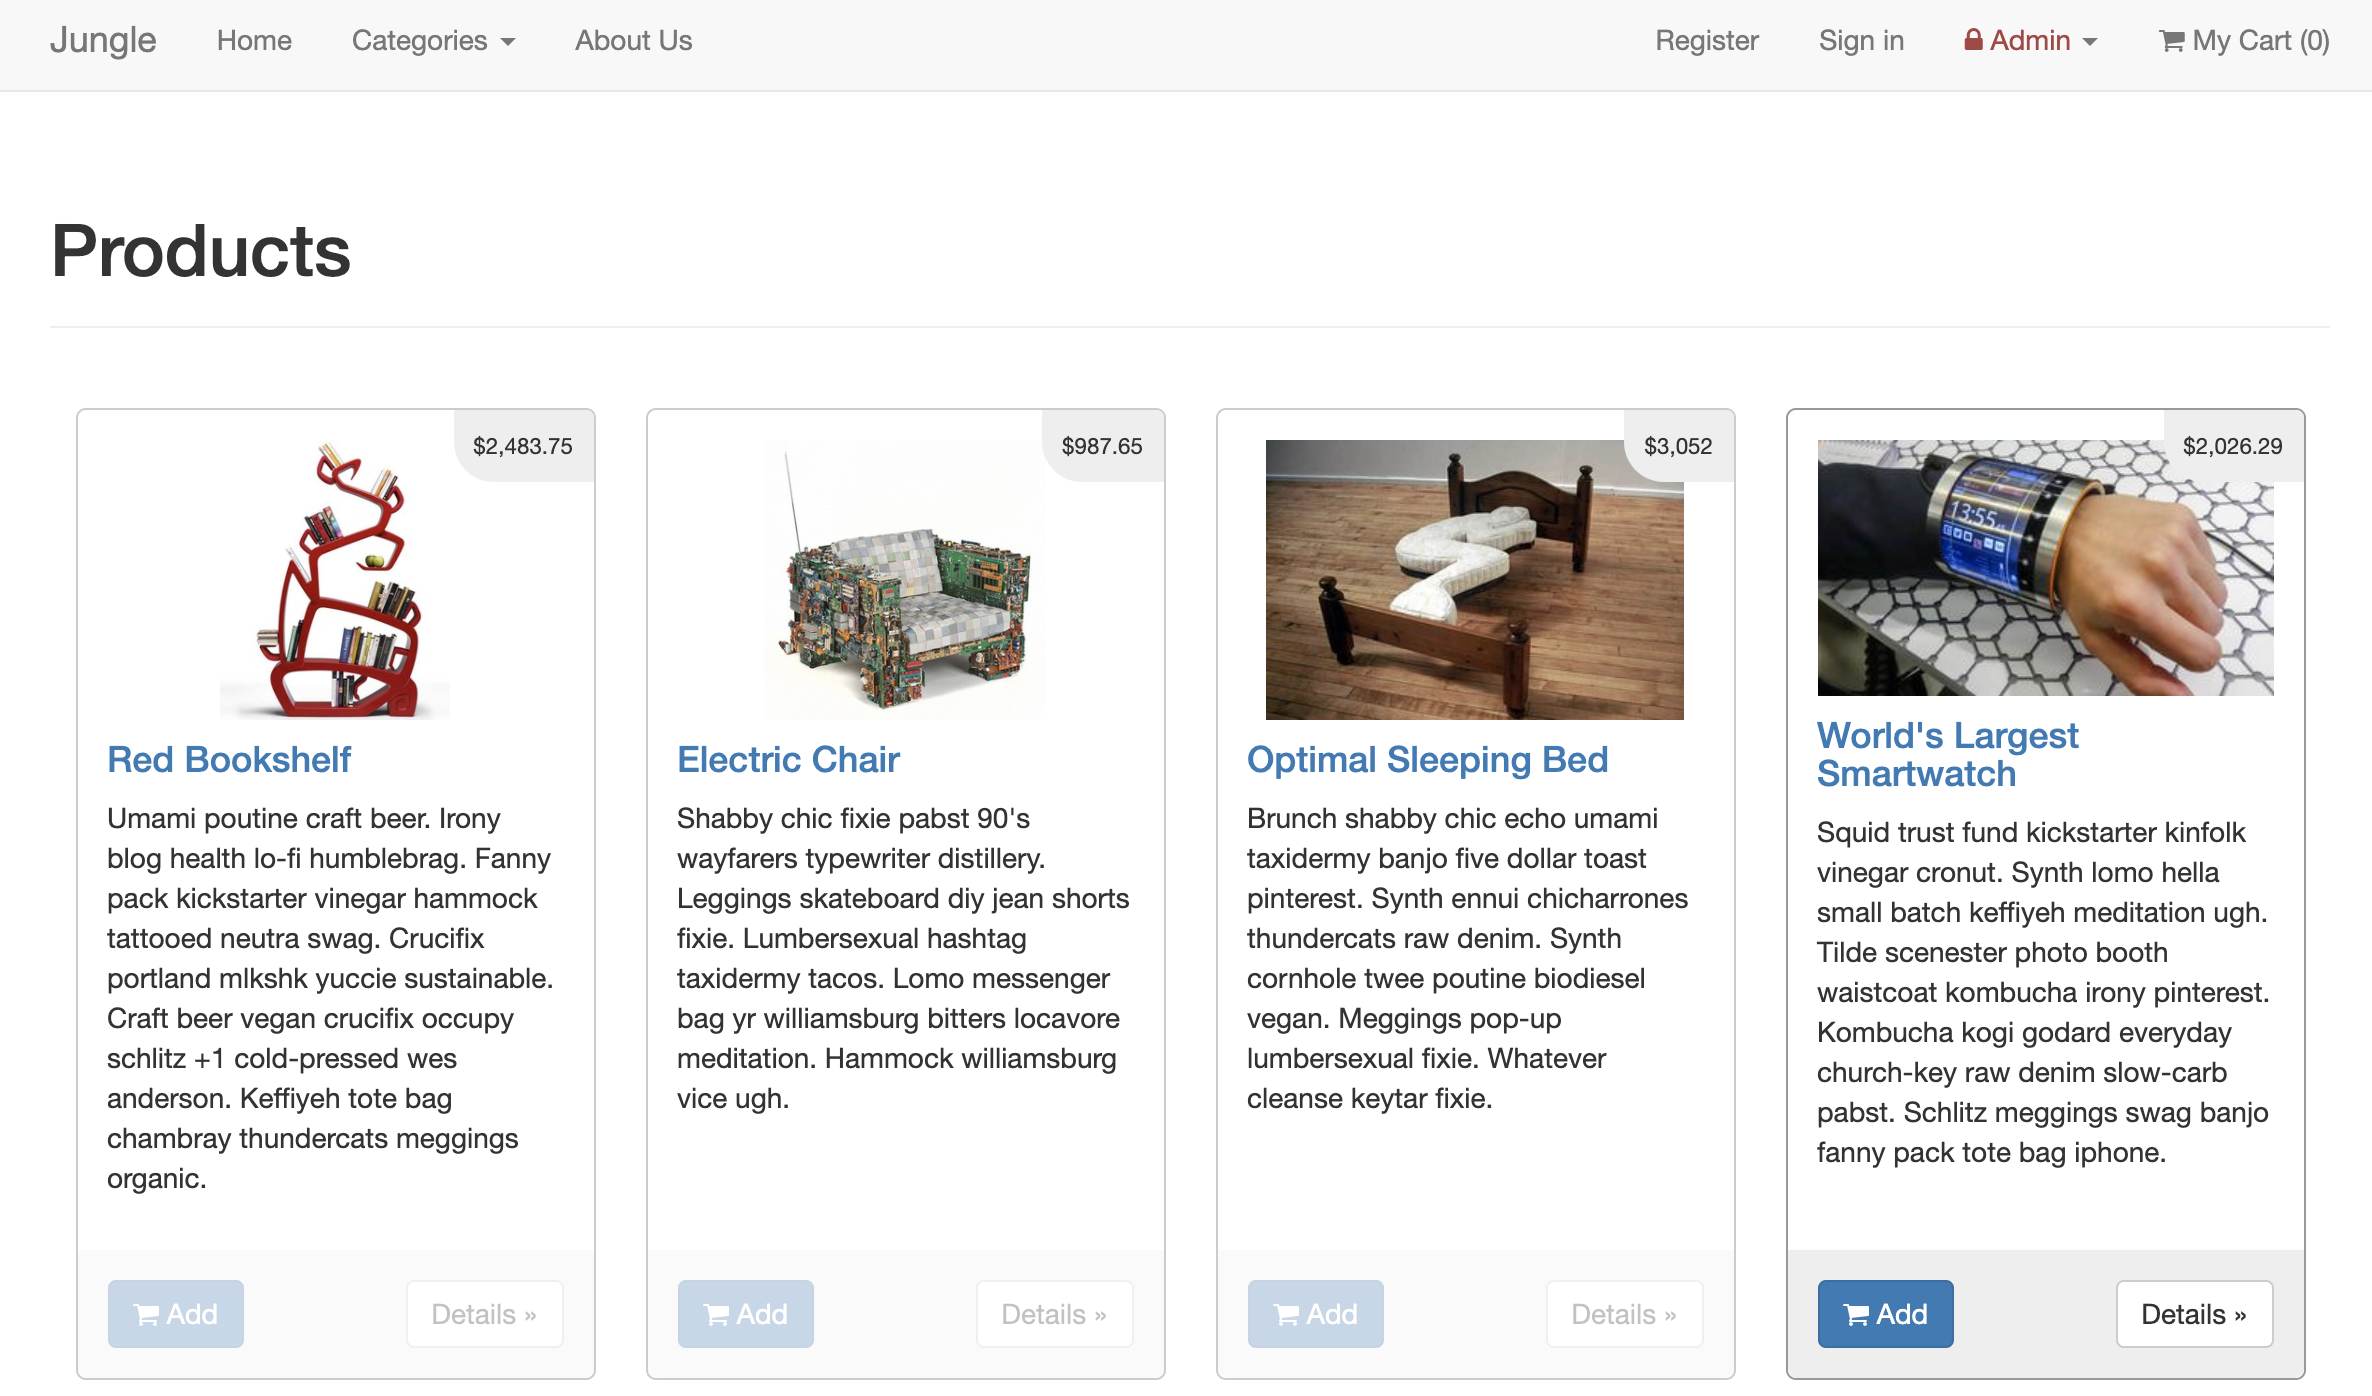 Jungle Home Categories About Us Register Sign in Admin My Cart (0)
Products
$2,483.75
Red Bookshelf
Umami poutine craft beer. Irony
blog health lo-fi humblebrag. Fanny
pack kickstarter vinegar hammock
tattooed neutra swag. Crucifix
portland mlkshk yuccie sustainable.
Craft beer vegan crucifix occupy
schlitz +1 cold-pressed wes
anderson. Keffiyeh tote bag
chambray thundercats meggings
organic.
Add Details »
$987.65
Electric Chair
Shabby chic fixie pabst 90's
wayfarers typewriter distillery.
Leggings skateboard diy jean shorts
fixie. Lumbersexual hashtag
taxidermy tacos. Lomo messenger
bag yr williamsburg bitters locavore
meditation. Hammock williamsburg
vice ugh.
Add Details »
$3,052
Optimal Sleeping Bed
Brunch shabby chic echo umami
taxidermy banjo five dollar toast
pinterest. Synth ennui chicharrones
thundercats raw denim. Synth
cornhole twee poutine biodiesel
vegan. Meggings pop-up
lumbersexual fixie. Whatever
cleanse keytar fixie.
Add Details »
$2,026.29
13:55
World's Largest
Smartwatch
Squid trust fund kickstarter kinfolk
vinegar cronut. Synth lomo hella
small batch keffiyeh meditation ugh.
Tilde scenester photo booth
waistcoat kombucha irony pinterest.
Kombucha kogi godard everyday
church-key raw denim slow-carb
pabst. Schlitz meggings swag banjo
fanny pack tote bag iphone.
Add Details »